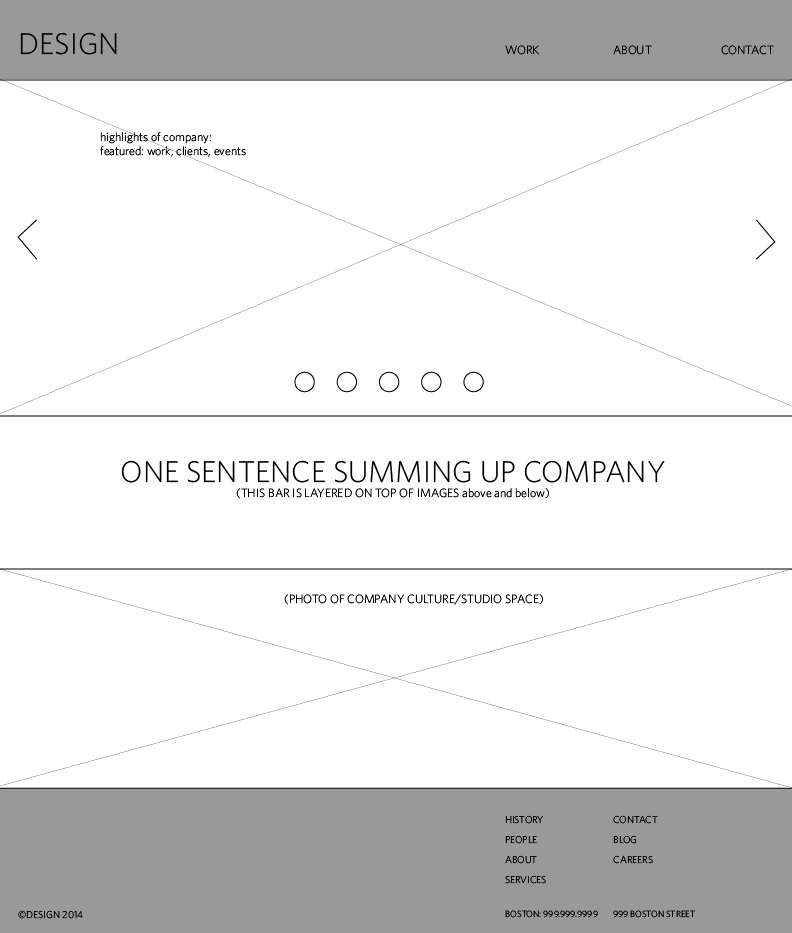 DESIGN
WORK ABOUT CONTACT
highlights of company:
featured: work, clients, events
ONE SENTENCE SUMMING UP COMPANY
(THIS BAR IS LAYERED ON TOP OF IMAGES above and below)
(PHOTO OF COMPANY CULTURE/STUDIO SPACE)
HISTORY CONTACT
PEOPLE BLOG
ABOUT CAREERS
SERVICES
©DESIGN 2014 BOSTON: 999.999.9999 999 BOSTON STREET